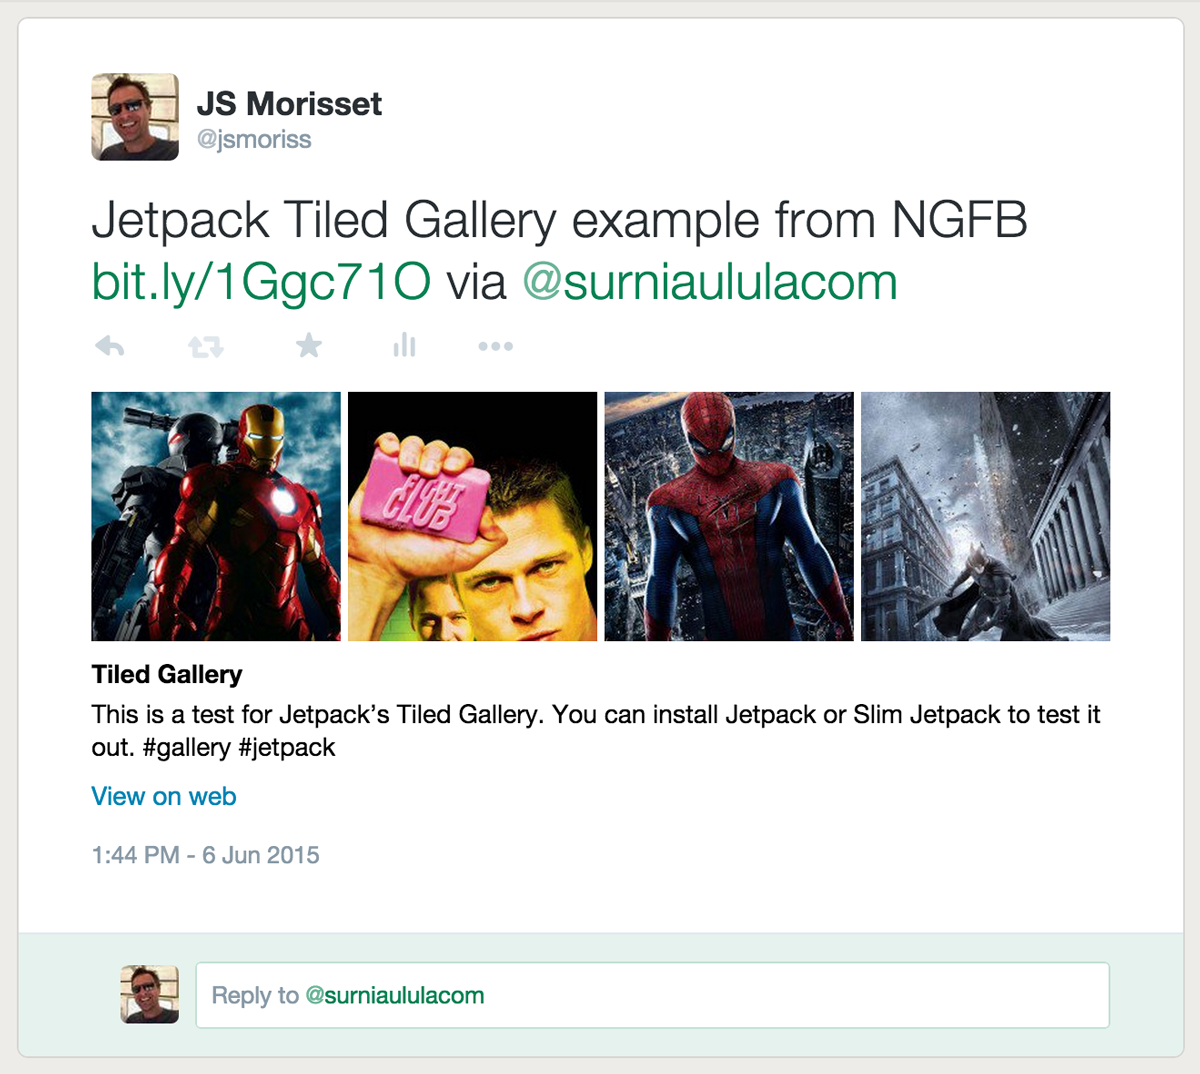 JS Morisset
@jsmoriss
Jetpack Tiled Gallery example from NGFB
bit.ly/1Ggc71O via @surniaululacom
FIGHT
CLUB
Tiled Gallery
This is a test for Jetpack’s Tiled Gallery. You can install Jetpack or Slim Jetpack to test it
out. #gallery #jetpack
View on web
1:44 PM - 6 Jun 2015
Reply to @surniaululacom